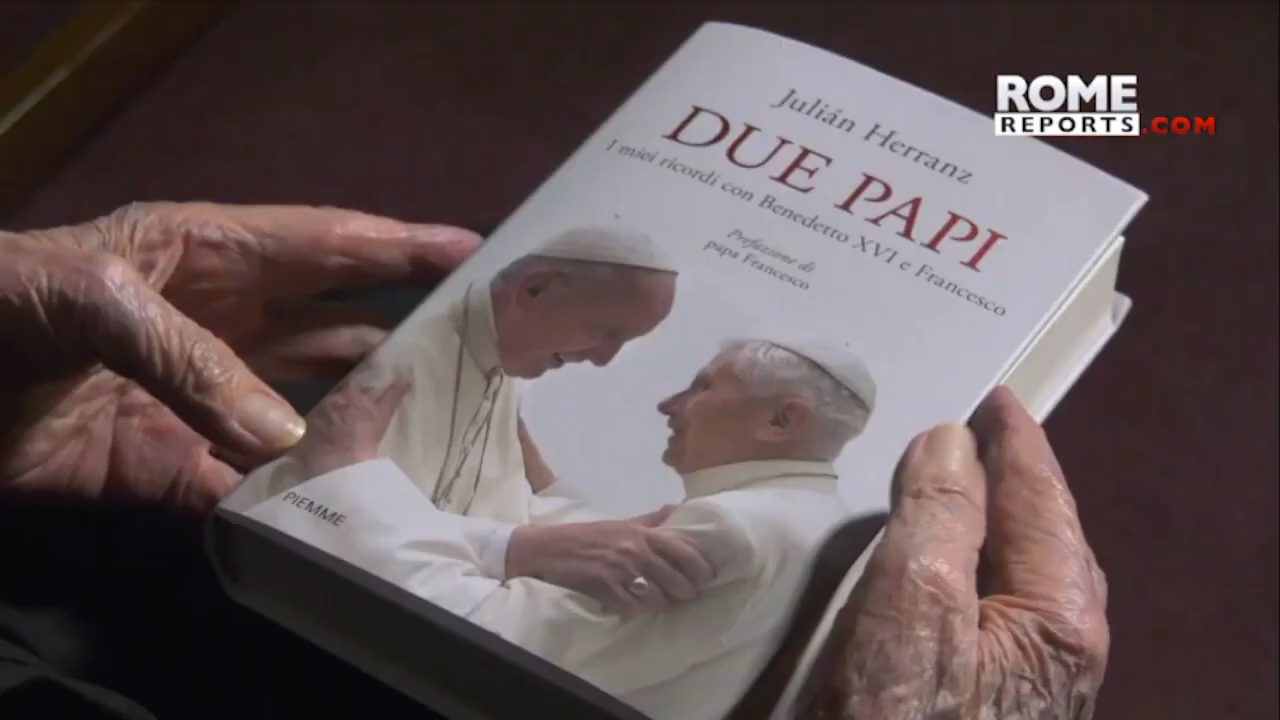 ROME
REPORTS.COM
Julián Herranz
DUE PAPI
I miei ricordi con Benedetto XVI e Francesco
Prefazione di
papa Francesco
PIEMME